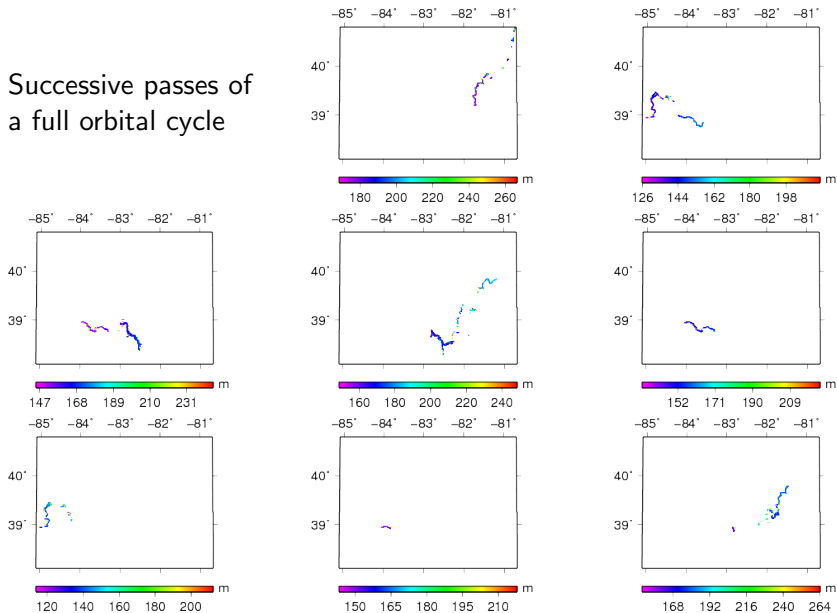 Successive passes of
a full orbital cycle
−85˚ −84˚ −83˚ −82˚ −81˚
40˚
39˚
m
180 200 220 240 260
−85˚ −84˚ −83˚ −82˚ −81˚
40˚
39˚
m
126 144 162 180 198
−85˚ −84˚ −83˚ −82˚ −81˚
40˚
39˚
m
147 168 189 210 231
−85˚ −84˚ −83˚ −82˚ −81˚
40˚
39˚
m
160 180 200 220 240
−85˚ −84˚ −83˚ −82˚ −81˚
40˚
39˚
m
152 171 190 209
−85˚ −84˚ −83˚ −82˚ −81˚
40˚
39˚
m
120 140 160 180 200
−85˚ −84˚ −83˚ −82˚ −81˚
40˚
39˚
m
150 165 180 195 210
−85˚ −84˚ −83˚ −82˚ −81˚
40˚
39˚
m
168 192 216 240 264